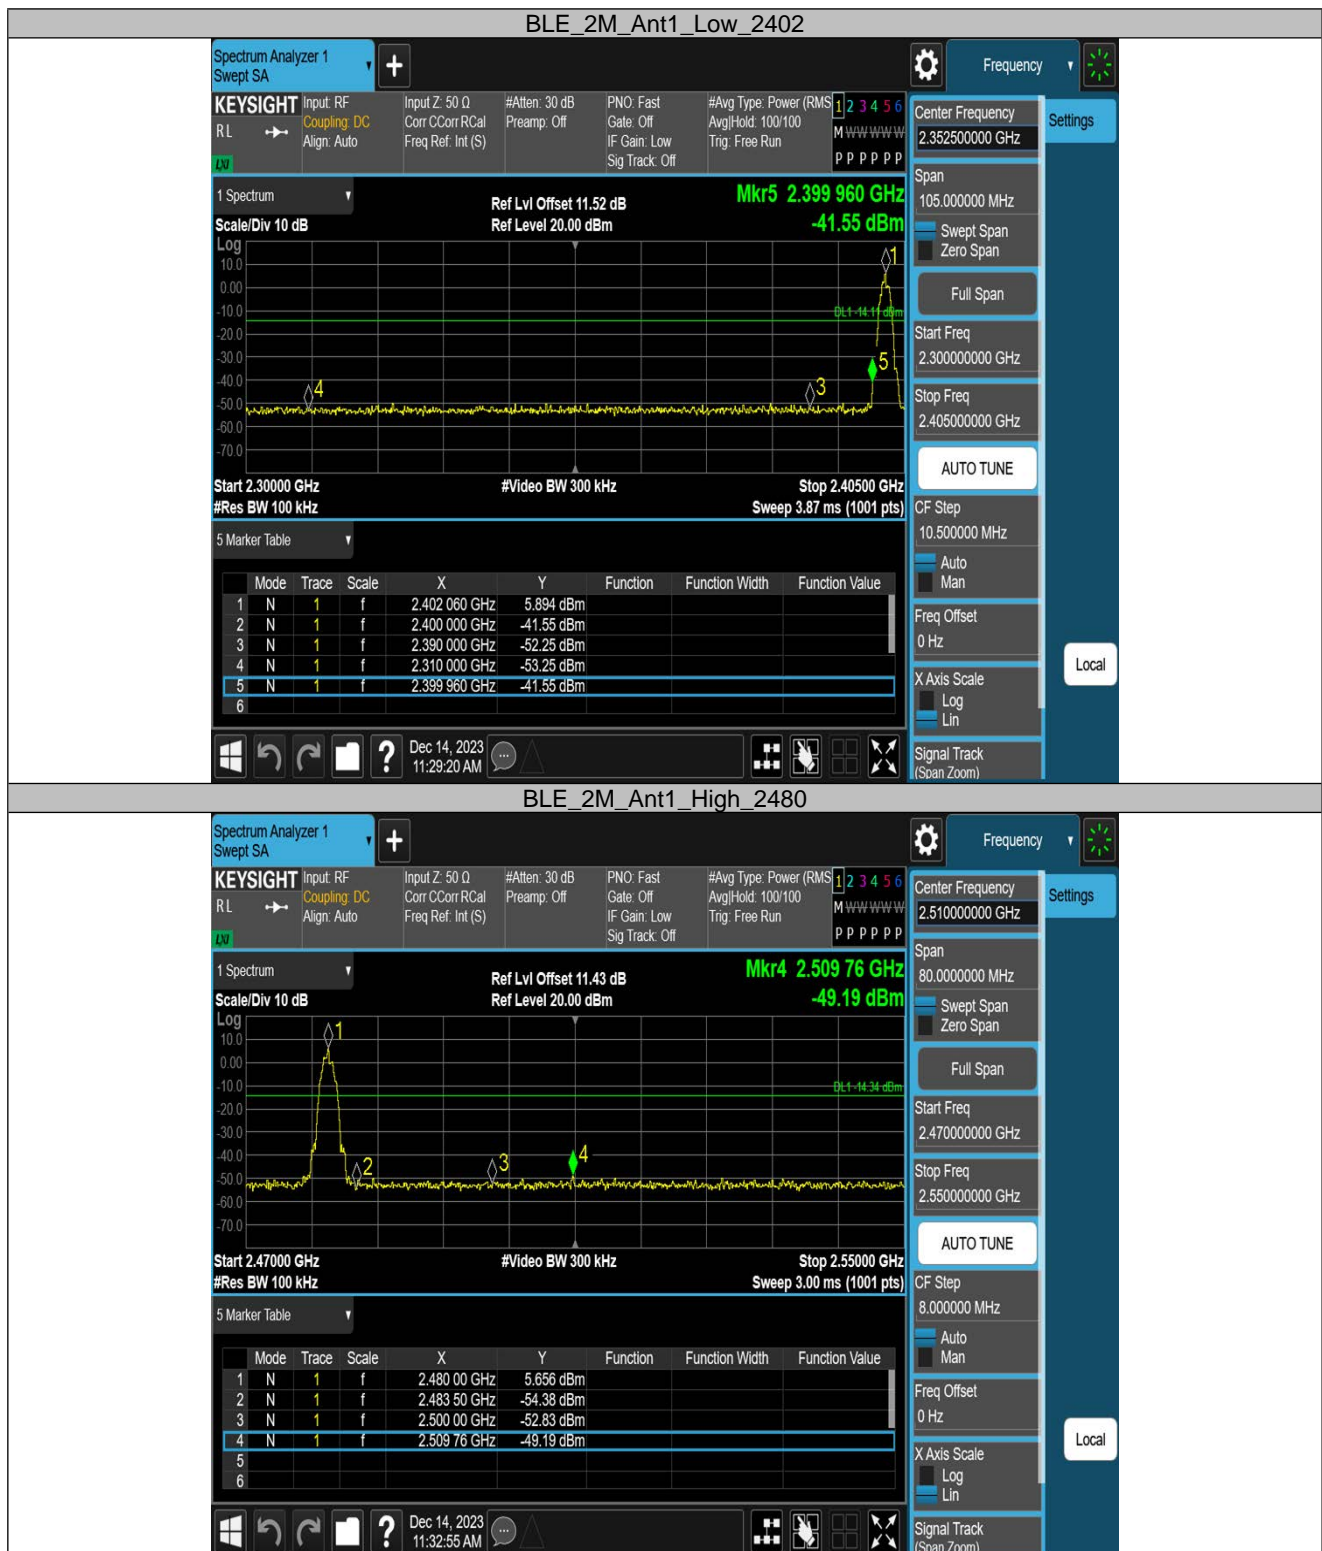 BLE_2M_Ant1_Low_2402
Spectrum Analyzer 1
Swept SA
Frequency
KEYSIGHT
RL
LXI
Input: RF
Coupling: DC
Align: Auto
Input Z: 50 Ω
Corr CCorr RCal
Freq Ref: Int (S)
#Atten: 30 dB
Preamp: Off
PNO: Fast
Gate: Off
IF Gain: Low
Sig Track: Off
#Avg Type: Power (RMS
Avg|Hold: 100/100
Trig: Free Run
1 2 3 4 5 6
M W W W W W
P P P P P P
Center Frequency
2.352500000 GHz
Settings
Span
105.000000 MHz
Swept Span
Zero Span
Full Span
Start Freq
2.300000000 GHz
Stop Freq
2.405000000 GHz
AUTO TUNE
CF Step
10.500000 MHz
Auto
Man
Freq Offset
0 Hz
X Axis Scale
Log
Lin
Signal Track
(Span Zoom)
Local
1 Spectrum
Scale/Div 10 dB
Ref Lvl Offset 11.52 dB
Ref Level 20.00 dBm
Mkr5 2.399 960 GHz
-41.55 dBm
Log
10.0
0.00
-10.0
-20.0
-30.0
-40.0
-50.0
-60.0
-70.0
DL1 -14.11 dBm
1
5
3
4
Start 2.30000 GHz
#Video BW 300 kHz
Stop 2.40500 GHz
#Res BW 100 kHz
Sweep 3.87 ms (1001 pts)
5 Marker Table
Mode Trace Scale X Y Function Function Width Function Value
1 N 1 f 2.402 060 GHz 5.894 dBm
2 N 1 f 2.400 000 GHz -41.55 dBm
3 N 1 f 2.390 000 GHz -52.25 dBm
4 N 1 f 2.310 000 GHz -53.25 dBm
5 N 1 f 2.399 960 GHz -41.55 dBm
6
?
Dec 14, 2023
11:29:20 AM
BLE_2M_Ant1_High_2480
Spectrum Analyzer 1
Swept SA
Frequency
KEYSIGHT
RL
LXI
Input: RF
Coupling: DC
Align: Auto
Input Z: 50 Ω
Corr CCorr RCal
Freq Ref: Int (S)
#Atten: 30 dB
Preamp: Off
PNO: Fast
Gate: Off
IF Gain: Low
Sig Track: Off
#Avg Type: Power (RMS
Avg|Hold: 100/100
Trig: Free Run
1 2 3 4 5 6
M W W W W W
P P P P P P
Center Frequency
2.510000000 GHz
Settings
Span
80.0000000 MHz
Swept Span
Zero Span
Full Span
Start Freq
2.470000000 GHz
Stop Freq
2.550000000 GHz
AUTO TUNE
CF Step
8.000000 MHz
Auto
Man
Freq Offset
0 Hz
X Axis Scale
Log
Lin
Signal Track
(Span Zoom)
Local
1 Spectrum
Scale/Div 10 dB
Ref Lvl Offset 11.43 dB
Ref Level 20.00 dBm
Mkr4 2.509 76 GHz
-49.19 dBm
Log
10.0
0.00
-10.0
-20.0
-30.0
-40.0
-50.0
-60.0
-70.0
DL1 -14.34 dBm
1
2
3
4
Start 2.47000 GHz
#Video BW 300 kHz
Stop 2.55000 GHz
#Res BW 100 kHz
Sweep 3.00 ms (1001 pts)
5 Marker Table
Mode Trace Scale X Y Function Function Width Function Value
1 N 1 f 2.480 00 GHz 5.656 dBm
2 N 1 f 2.483 50 GHz -54.38 dBm
3 N 1 f 2.500 00 GHz -52.83 dBm
4 N 1 f 2.509 76 GHz -49.19 dBm
5
6
?
Dec 14, 2023
11:32:55 AM